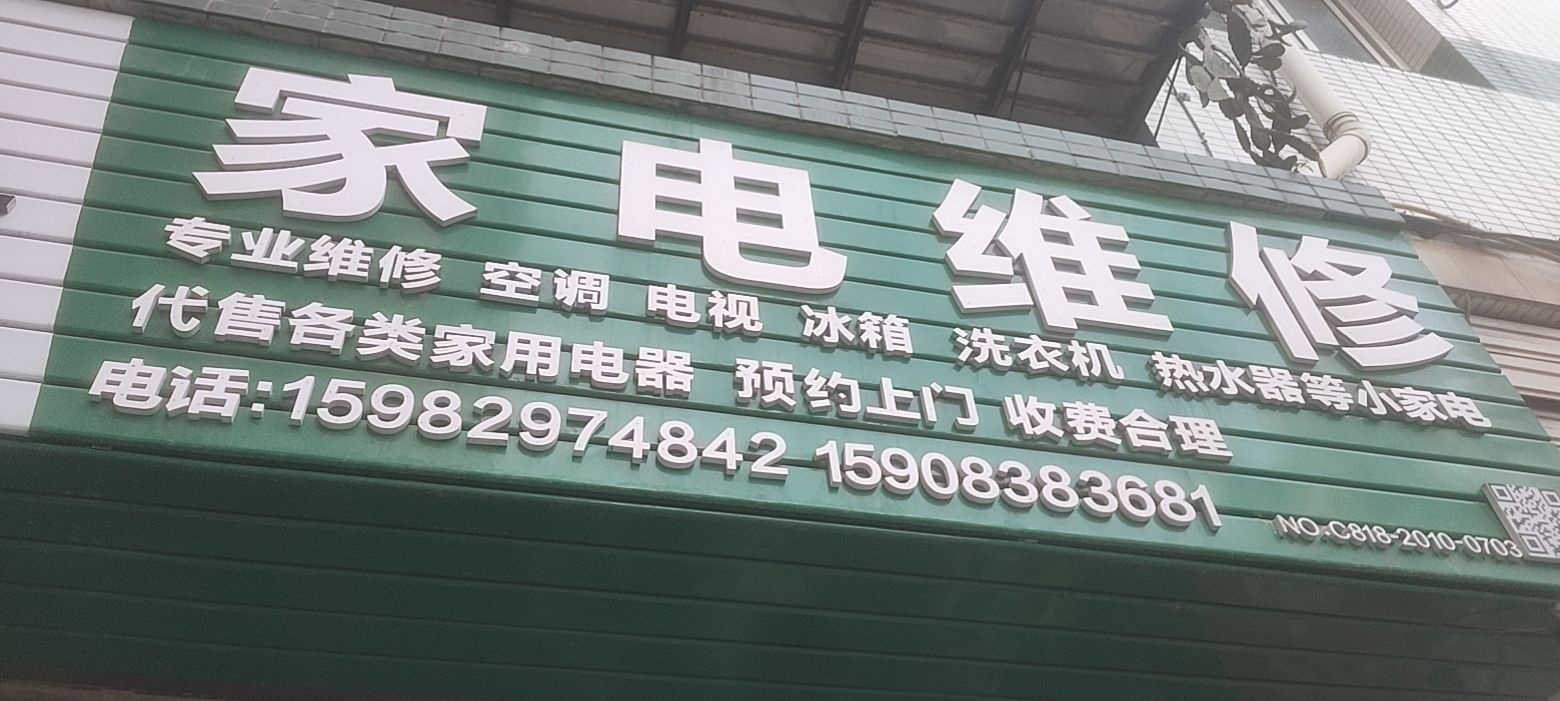 家电维修
专业维修 空调 电视 冰箱 洗衣机 热水器等小家电
代售各类家用电器 预约上门 收费合理
电话:15982974842 15908383681
NO.C818-2010-0703